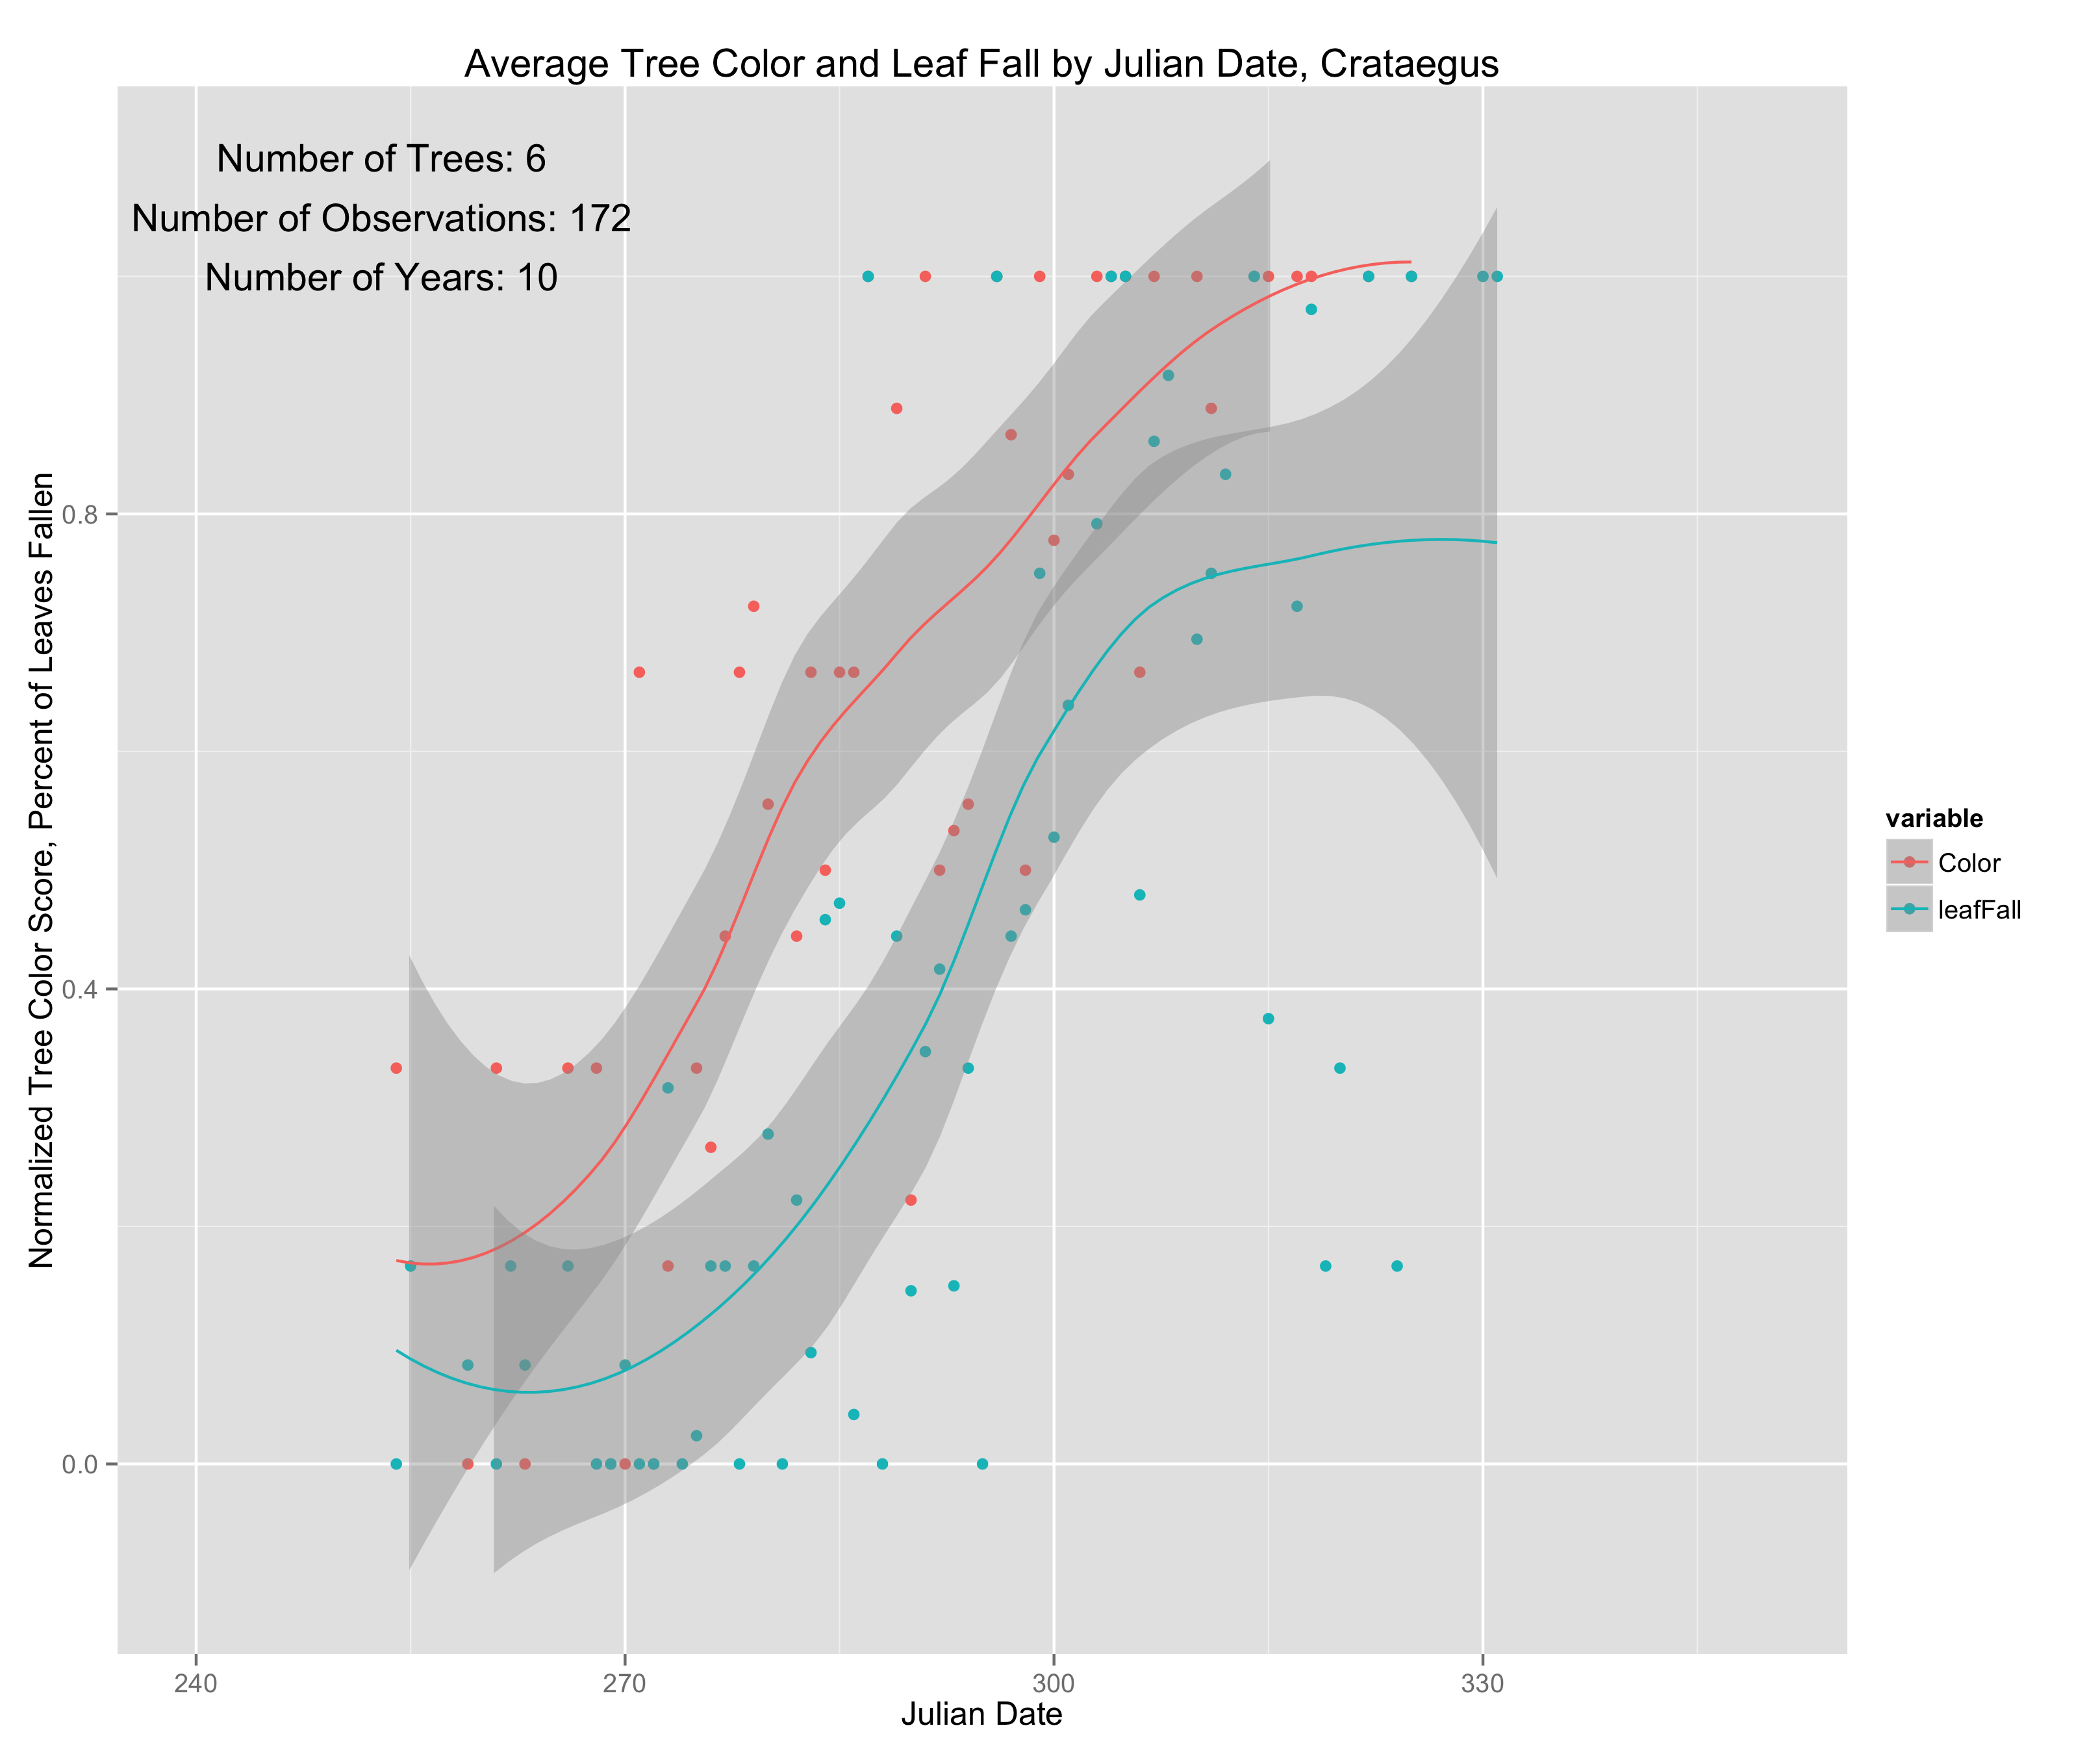 Average Tree Color and Leaf Fall by Julian Date, Crataegus
Number of Trees: 6
Number of Observations: 172
Number of Years: 10
Normalized Tree Color Score, Percent of Leaves Fallen
0.8
0.4
0.0
240
270
300
330
Julian Date
variable
Color
leafFall